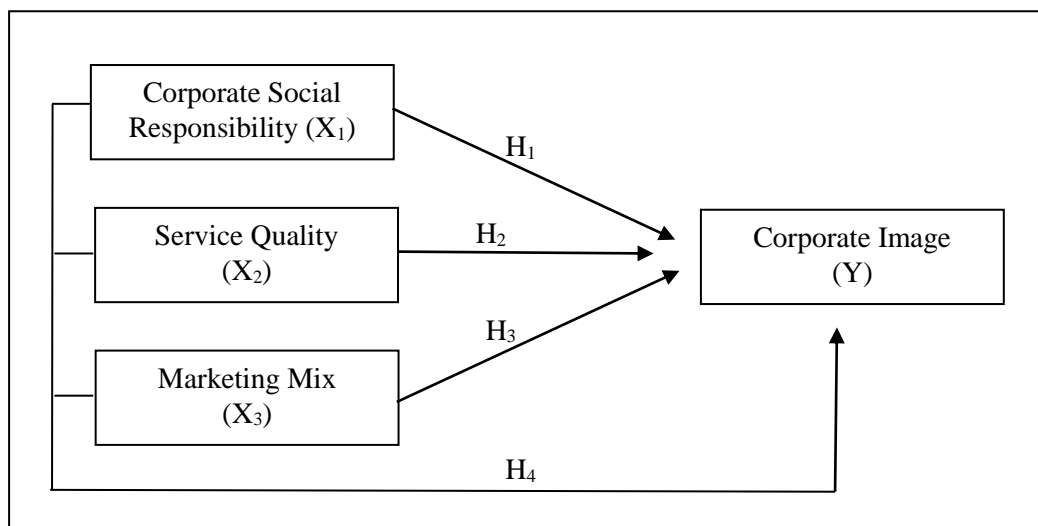 Corporate Social
Responsibility (X₁)
H₁
Service Quality
(X₂)
H₂
Corporate Image
(Y)
H₃
Marketing Mix
(X₃)
H₄